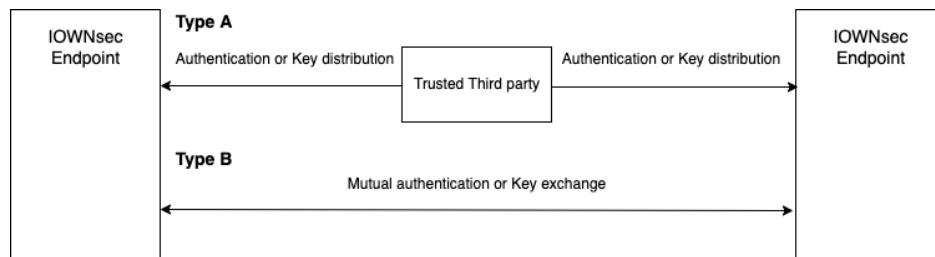 Type A
IOWNsec
Endpoint
Authentication or Key distribution
Trusted Third party
Authentication or Key distribution
IOWNsec
Endpoint
Type B
Mutual authentication or Key exchange